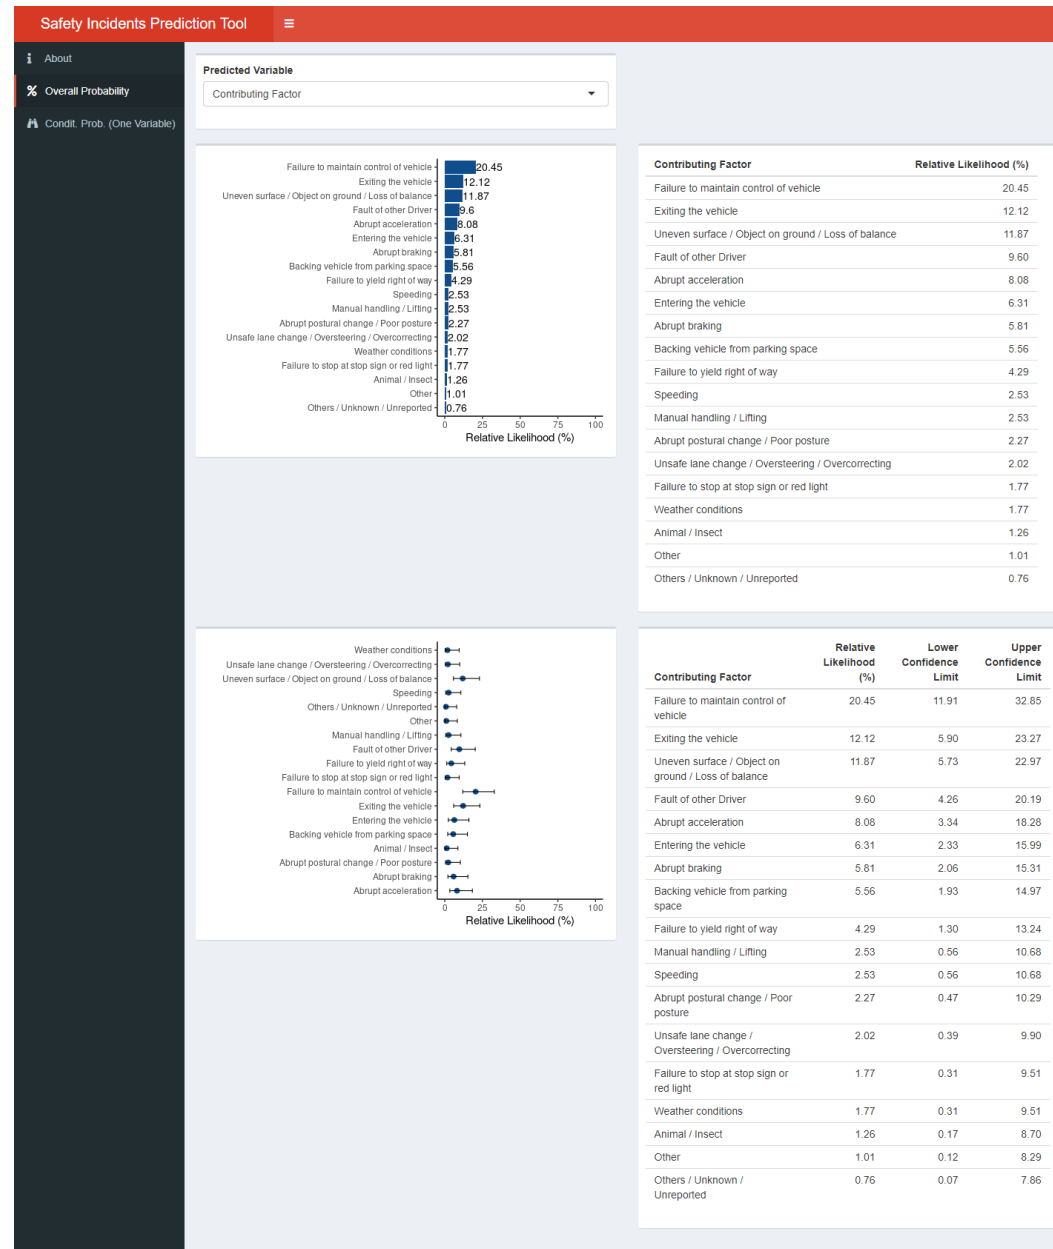 Safety Incidents Prediction Tool
About
Overall Probability
Condit. Prob. (One Variable)
Predicted Variable
Contributing Factor
Failure to maintain control of vehicle 20.45
Exiting the vehicle 12.12
Uneven surface / Object on ground / Loss of balance 11.87
Fault of other Driver 9.6
Abrupt acceleration 8.08
Entering the vehicle 6.31
Abrupt braking 5.81
Backing vehicle from parking space 5.56
Failure to yield right of way 4.29
Speeding 2.53
Manual handling / Lifting 2.53
Abrupt postural change / Poor posture 2.27
Unsafe lane change / Oversteering / Overcorrecting 2.02
Weather conditions 1.77
Failure to stop at stop sign or red light 1.77
Animal / Insect 1.26
Other 1.01
Others / Unknown / Unreported 0.76
0 25 50 75 100
Relative Likelihood (%)
Contributing Factor Relative Likelihood (%)
Failure to maintain control of vehicle 20.45
Exiting the vehicle 12.12
Uneven surface / Object on ground / Loss of balance 11.87
Fault of other Driver 9.60
Abrupt acceleration 8.08
Entering the vehicle 6.31
Abrupt braking 5.81
Backing vehicle from parking space 5.56
Failure to yield right of way 4.29
Speeding 2.53
Manual handling / Lifting 2.53
Abrupt postural change / Poor posture 2.27
Unsafe lane change / Oversteering / Overcorrecting 2.02
Failure to stop at stop sign or red light 1.77
Weather conditions 1.77
Animal / Insect 1.26
Other 1.01
Others / Unknown / Unreported 0.76
Weather conditions
Unsafe lane change / Oversteering / Overcorrecting
Uneven surface / Object on ground / Loss of balance
Speeding
Others / Unknown / Unreported
Other
Manual handling / Lifting
Fault of other Driver
Failure to yield right of way
Failure to stop at stop sign or red light
Failure to maintain control of vehicle
Exiting the vehicle
Entering the vehicle
Backing vehicle from parking space
Animal / Insect
Abrupt postural change / Poor posture
Abrupt braking
Abrupt acceleration
0 25 50 75 100
Relative Likelihood (%)
Relative Lower Upper
Likelihood Confidence Confidence
Contributing Factor (%) Limit Limit
Failure to maintain control of 20.45 11.91 32.85
vehicle
Exiting the vehicle 12.12 5.90 23.27
Uneven surface / Object on 11.87 5.73 22.97
ground / Loss of balance
Fault of other Driver 9.60 4.26 20.19
Abrupt acceleration 8.08 3.34 18.28
Entering the vehicle 6.31 2.33 15.99
Abrupt braking 5.81 2.06 15.31
Backing vehicle from parking 5.56 1.93 14.97
space
Failure to yield right of way 4.29 1.30 13.24
Manual handling / Lifting 2.53 0.56 10.68
Speeding 2.53 0.56 10.68
Abrupt postural change / Poor 2.27 0.47 10.29
posture
Unsafe lane change / 2.02 0.39 9.90
Oversteering / Overcorrecting
Failure to stop at stop sign or 1.77 0.31 9.51
red light
Weather conditions 1.77 0.31 9.51
Animal / Insect 1.26 0.17 8.70
Other 1.01 0.12 8.29
Others / Unknown / 0.76 0.07 7.86
Unreported